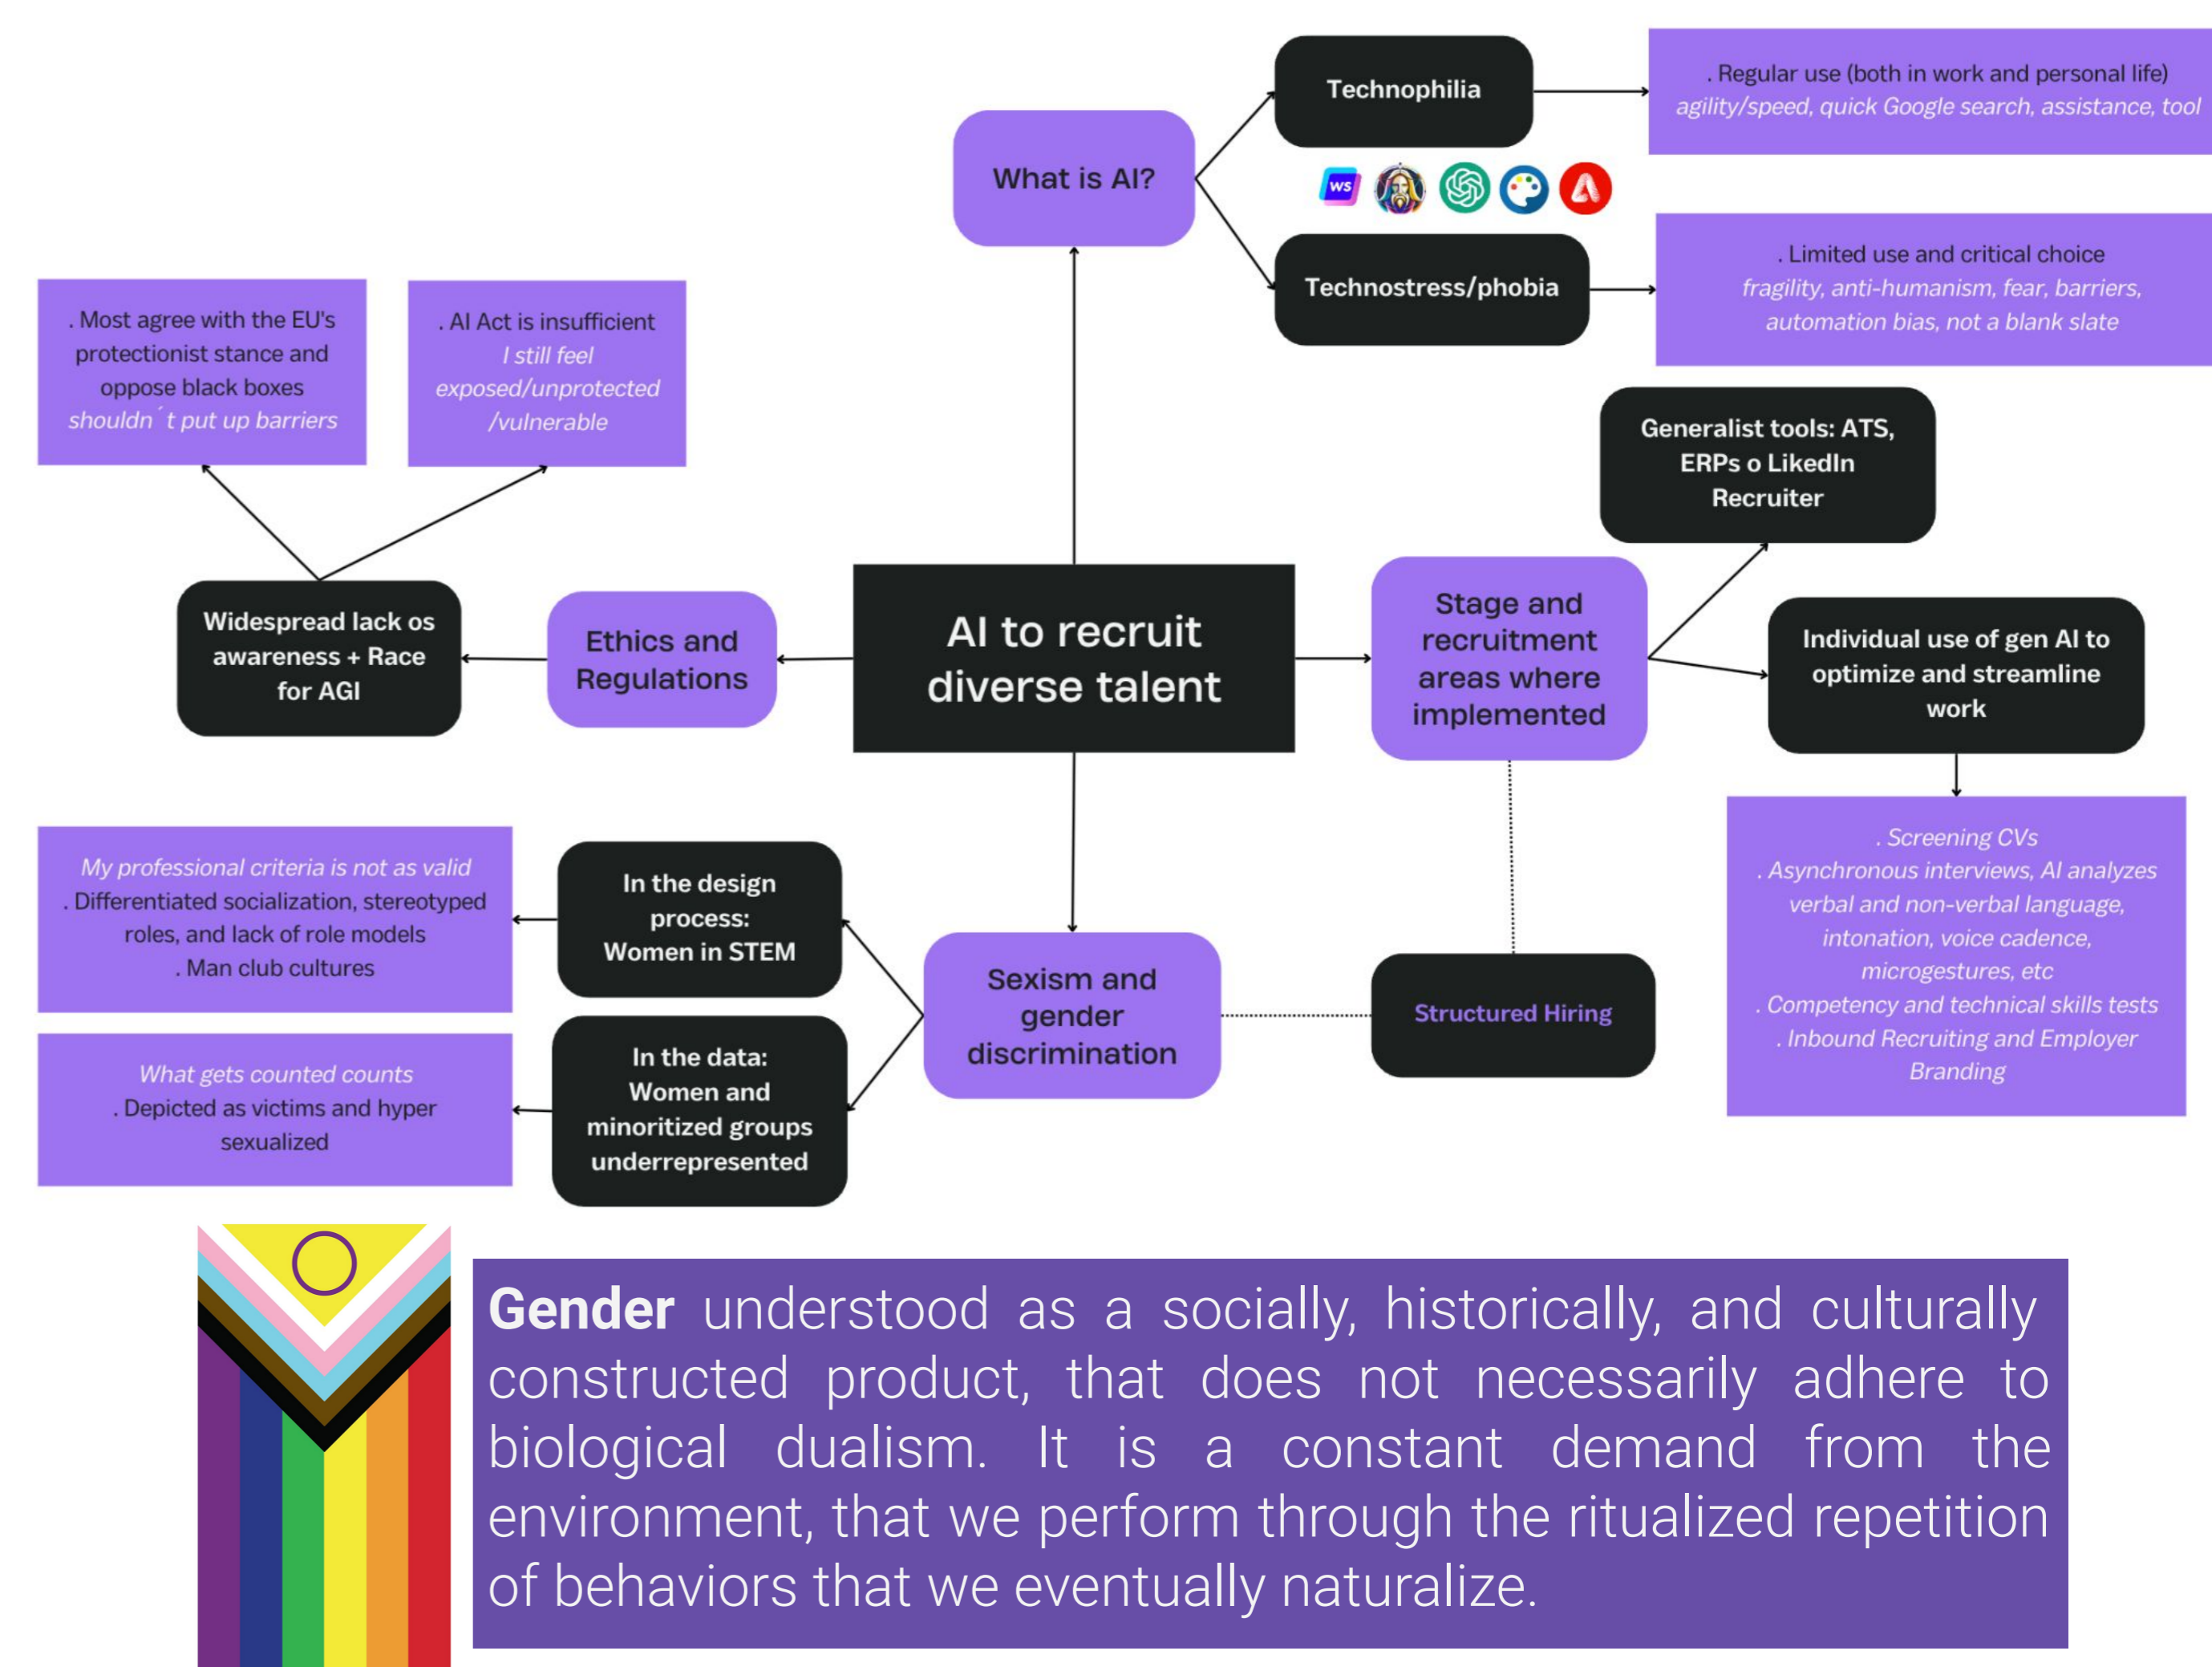 Technophilia
. Regular use (both in work and personal life)
agility/speed, quick Google search, assistance, tool
What is AI?
WS
Technostress/phobia
. Limited use and critical choice
fragility, anti-humanism, fear, barriers,
automation bias, not a blank slate
. Most agree with the EU's
protectionist stance and
oppose black boxes
shouldn´t put up barriers
. AI Act is insufficient
I still feel
exposed/unprotected
/vulnerable
Generalist tools: ATS,
ERPs o LikedIn
Recruiter
Widespread lack os
awareness + Race
for AGI
Ethics and
Regulations
AI to recruit
diverse talent
Stage and
recruitment
areas where
implemented
Individual use of gen AI to
optimize and streamline
work
. Screening CVs
. Asynchronous interviews, AI analyzes
verbal and non-verbal language,
intonation, voice cadence,
microgestures, etc
. Competency and technical skills tests
. Inbound Recruiting and Employer
Branding
My professional criteria is not as valid
. Differentiated socialization, stereotyped
roles, and lack of role models
. Man club cultures
In the design
process:
Women in STEM
Sexism and
gender
discrimination
Structured Hiring
What gets counted counts
. Depicted as victims and hyper
sexualized
In the data:
Women and
minoritized groups
underrepresented
Gender understood as a socially, historically, and culturally
constructed product, that does not necessarily adhere to
biological dualism. It is a constant demand from the
environment, that we perform through the ritualized repetition
of behaviors that we eventually naturalize.